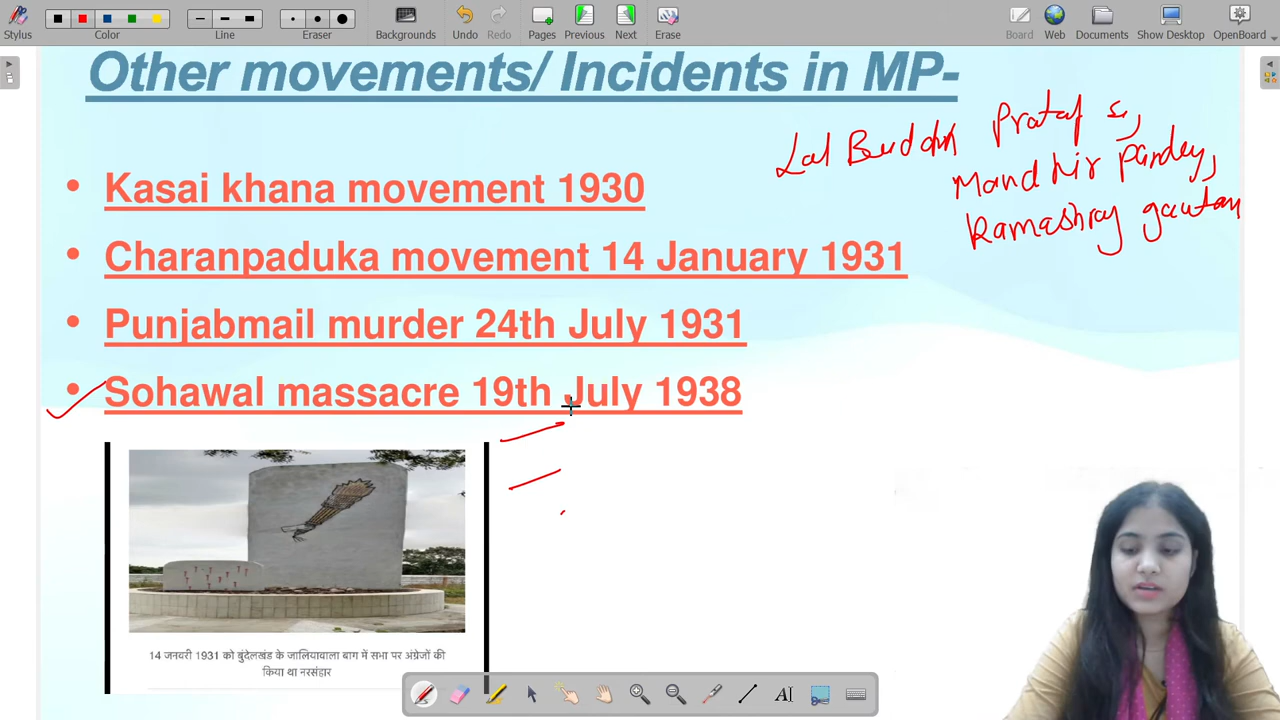 Stylus
Color
Line
Eraser
Backgrounds
Undo
Redo
Pages
Previous
Next
Erase
Board
Web
Documents
Show Desktop
OpenBoard
Other movements/ Incidents in MP-
Lal Buddh Pratap s,
Mandhir Pandey,
Ramashray gautam
• Kasai khana movement 1930
• Charanpaduka movement 14 January 1931
• Punjabmail murder 24th July 1931
• Sohawal massacre 19th July 1938
14 जनवरी 1931 को बुंदेलखंड के जालियावाला बाग में सभा पर अंग्रेजों की
किया था नरसंहार
AI